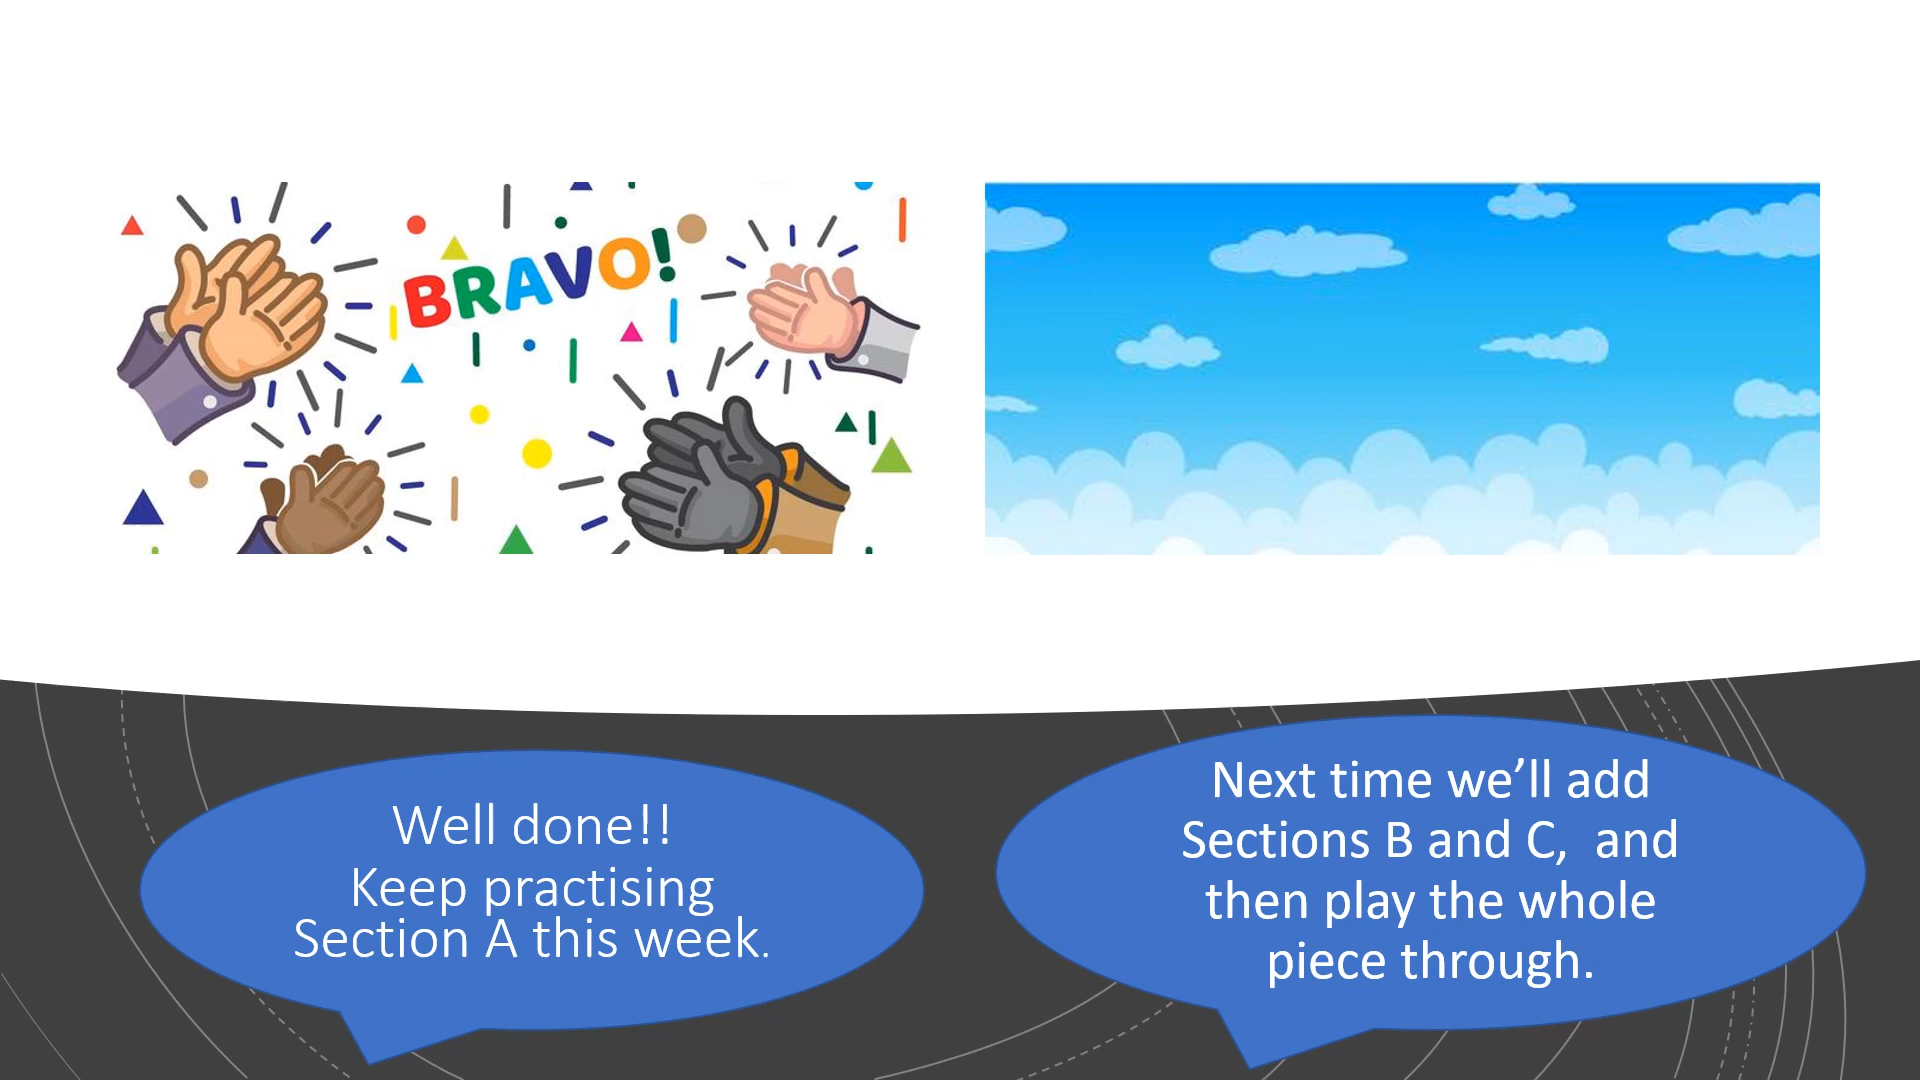 BRAVO!
Well done!!
Keep practising
Section A this week.
Next time we’ll add
Sections B and C,  and
then play the whole
piece through.